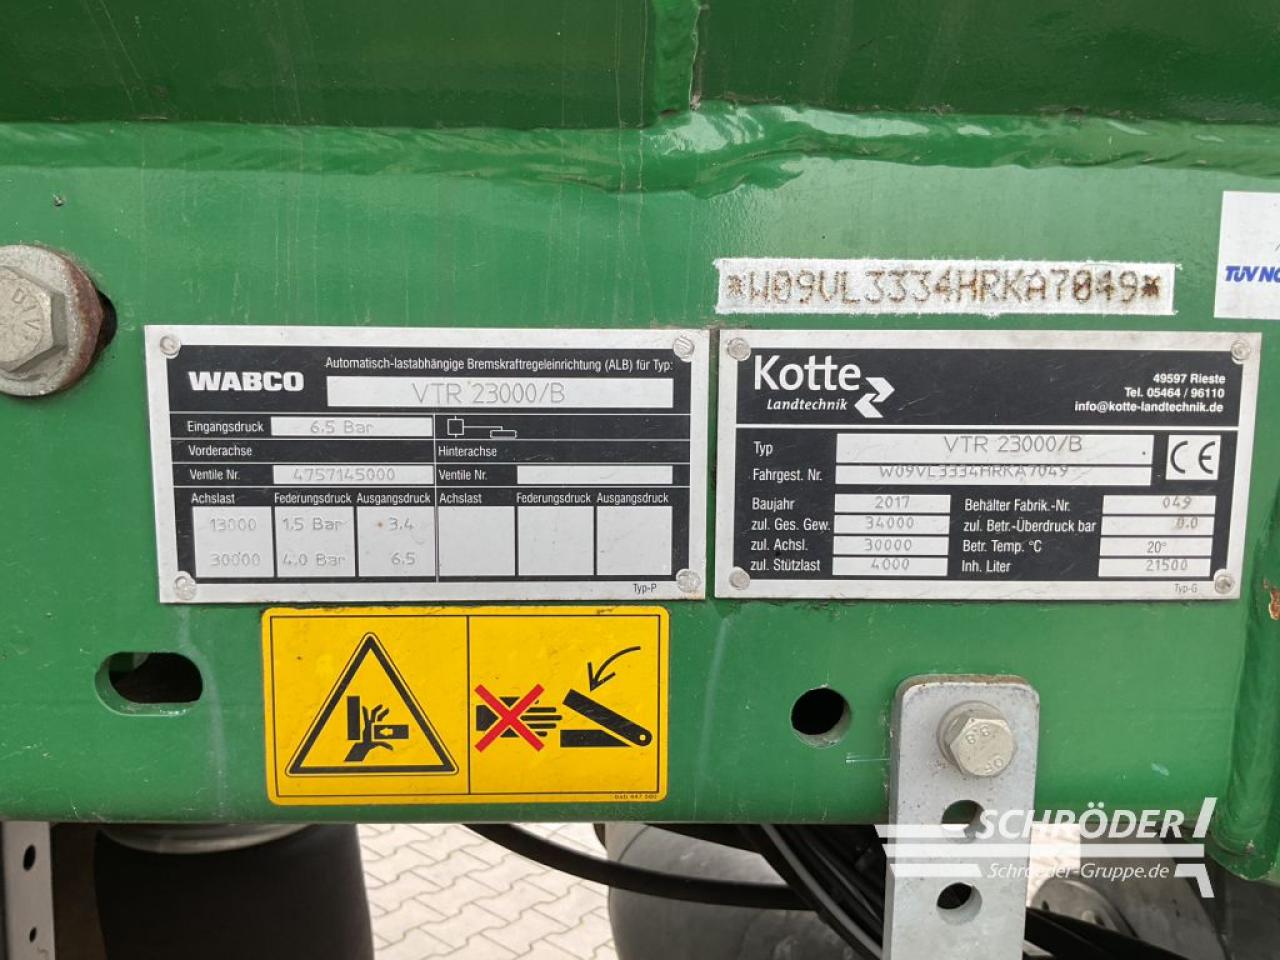 *W09VL3334HRKA7049*
TÜV NO
WABCO
Automatisch-lastabhängige Bremskraftregeleinrichtung (ALB) für Typ:
VTR 23000/B
Eingangsdruck 6.5 Bar
Vorderachse Hinterachse
Ventile Nr. 4757145000 Ventile Nr.
Achslast Federungsdruck Ausgangsdruck Achslast Federungsdruck Ausgangsdruck
13000 1.5 Bar 3.4
30000 4.0 Bar 6.5
Typ-P
Kotte
Landtechnik
49597 Rieste
Tel. 05464 / 96110
info@kotte-landtechnik.de
Typ VTR 23000/B
CE
Fahrgest. Nr. W09VL3334HRKA7049
Baujahr 2017 Behälter Fabrik.-Nr. 049
zul. Ges. Gew. 34000 zul. Betr.-Überdruck bar 0.0
zul. Achsl. 30000 Betr. Temp. °C 20°
zul. Stützlast 4000 Inh. Liter 21500
Typ-G
8.8
SCHRÖDER
Schroeder-Gruppe.de